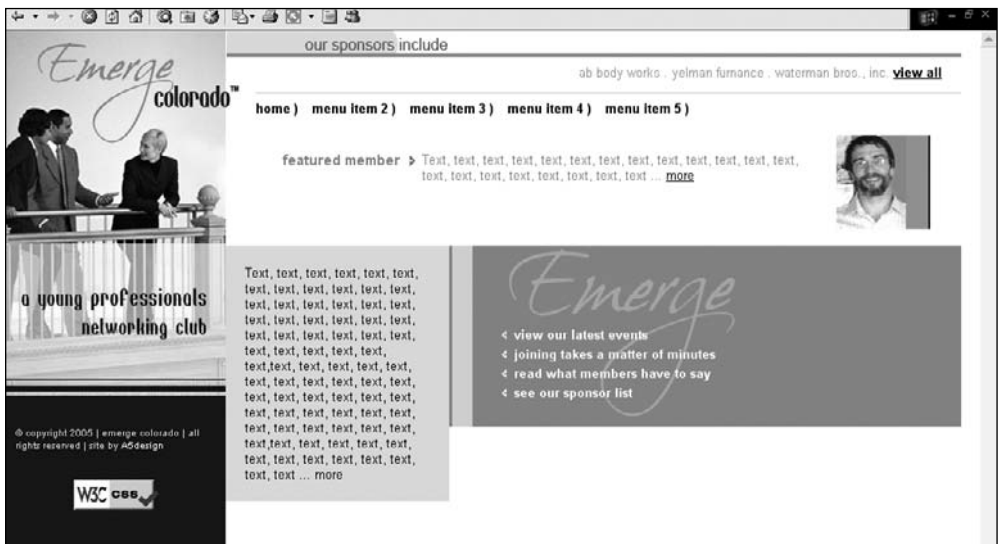 Emerge
colorado™
our sponsors include
ab body works . yelman furnance . waterman bros., inc. view all
home ) menu item 2 ) menu item 3 ) menu item 4 ) menu item 5 )
featured member Text, text, text, text, text, text, text, text, text, text, text, text, text,
text, text, text, text, text, text, text, text ... more
a young professionals
networking club
Text, text, text, text, text, text,
text, text, text, text, text, text,
text, text, text, text, text, text,
text, text, text, text, text, text,
text, text, text, text, text, text,
text, text, text, text, text,
text,text, text, text, text, text,
text, text, text, text, text, text,
text, text, text, text, text, text,
text, text, text, text, text, text,
text, text, text, text, text, text,
text,text, text, text, text, text,
text, text, text, text, text, text,
text, text ... more
Emerge
view our latest events
joining takes a matter of minutes
read what members have to say
see our sponsor list
© copyright 2005 | emerge colorado | all
rights reserved | site by A5design
W3C css